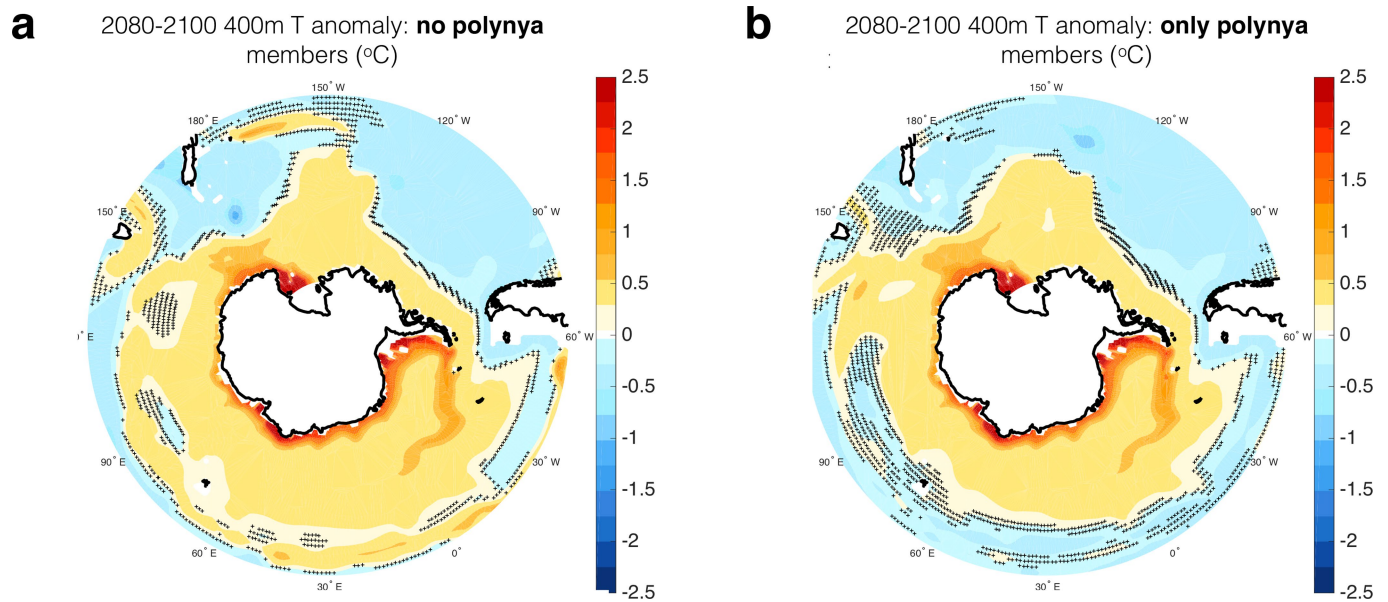 a
2080-2100 400m T anomaly: no polynya
members (°C)
150° W
180° E
120° W
150° E
90° W
° E
60° W
90° E
30° W
60° E
0°
30° E
2.5
2
1.5
1
0.5
0
-0.5
-1
-1.5
-2
-2.5
b
2080-2100 400m T anomaly: only polynya
members (°C)
150° W
180° E
120° W
150° E
90° W
60° W
90° E
30° W
60° E
0°
30° E
2.5
2
1.5
1
0.5
0
-0.5
-1
-1.5
-2
-2.5